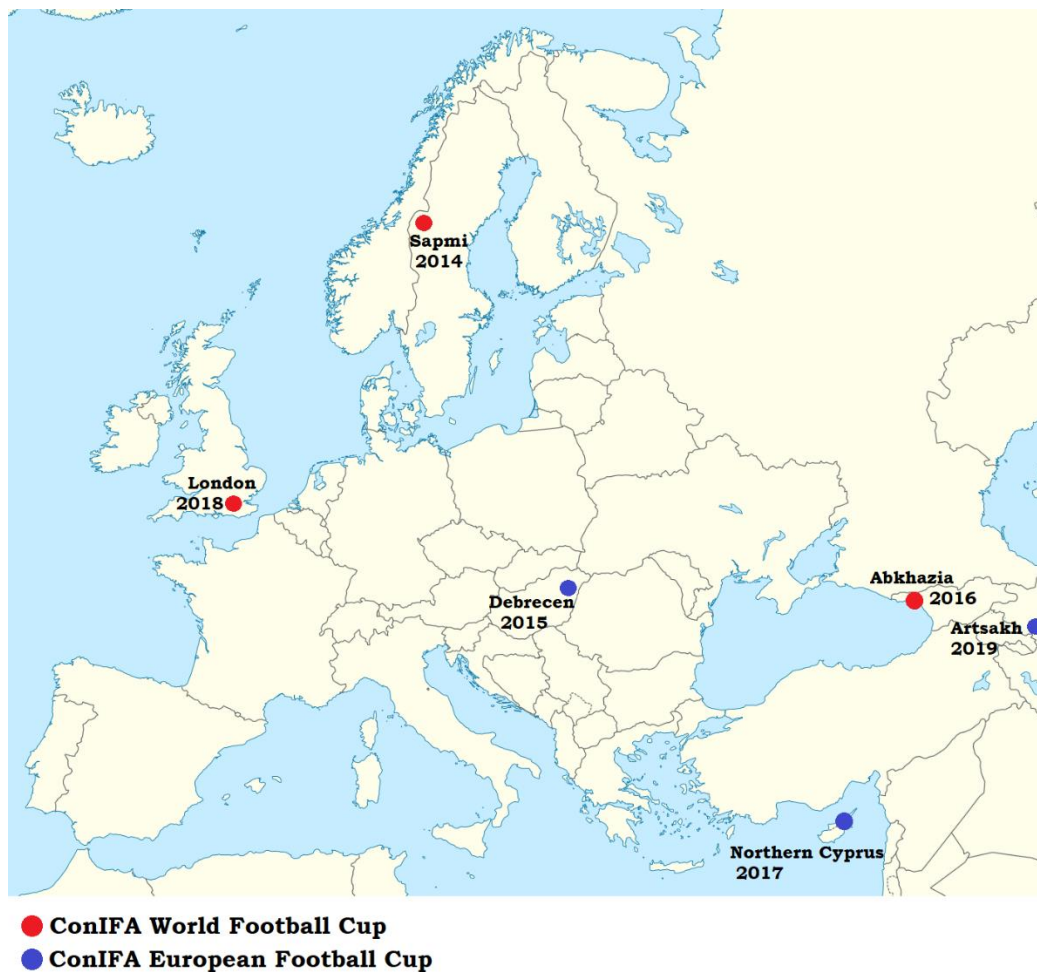 Sapmi
2014
London
2018
Debrecen
2015
Abkhazia
2016
Artsakh
2019
Northern Cyprus
2017
ConIFA World Football Cup
ConIFA European Football Cup